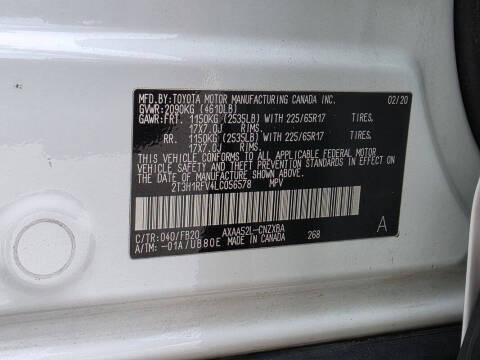 MFD.BY:TOYOTA MOTOR MANUFACTURING CANADA INC. 02/20
GVWR:2090KG (4610LB)
GAWR:FRT. 1150KG (2535LB) WITH 225/65R17 TIRES.
17X7.0J RIMS.
RR. 1150KG (2535LB) WITH 225/65R17 TIRES.
17X7.0J RIMS.
THIS VEHICLE CONFORMS TO ALL APPLICABLE FEDERAL MOTOR
VEHICLE SAFETY, AND THEFT PREVENTION STANDARDS IN EFFECT
ON THE DATE OF MANUFACTURE SHOWN ABOVE.
2T3H1RFV4LC056578 MPV
C/TR:040/FB20 AXAA52L-CNZXBA A
A/TM: -01A/UB80E MADE IN CANADA 268